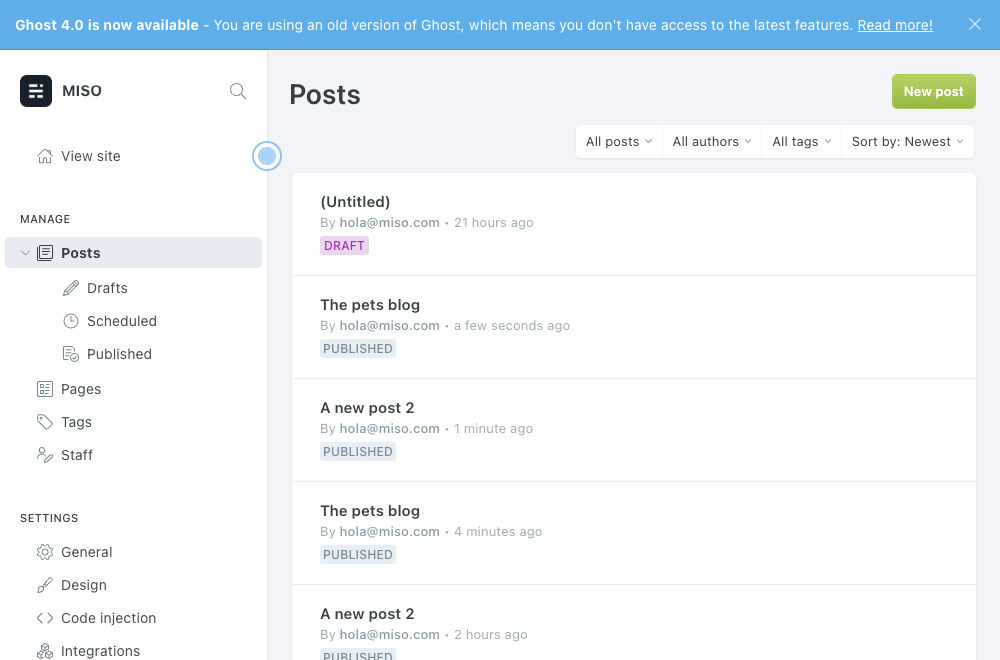 Ghost 4.0 is now available - You are using an old version of Ghost, which means you don't have access to the latest features. Read more!
MISO
View site
MANAGE
Posts
Drafts
Scheduled
Published
Pages
Tags
Staff
SETTINGS
General
Design
Code injection
Integrations
Posts
New post
All posts
All authors
All tags
Sort by: Newest
(Untitled)
By hola@miso.com • 21 hours ago
DRAFT
The pets blog
By hola@miso.com • a few seconds ago
PUBLISHED
A new post 2
By hola@miso.com • 1 minute ago
PUBLISHED
The pets blog
By hola@miso.com • 4 minutes ago
PUBLISHED
A new post 2
By hola@miso.com • 2 hours ago
PUBLISHED